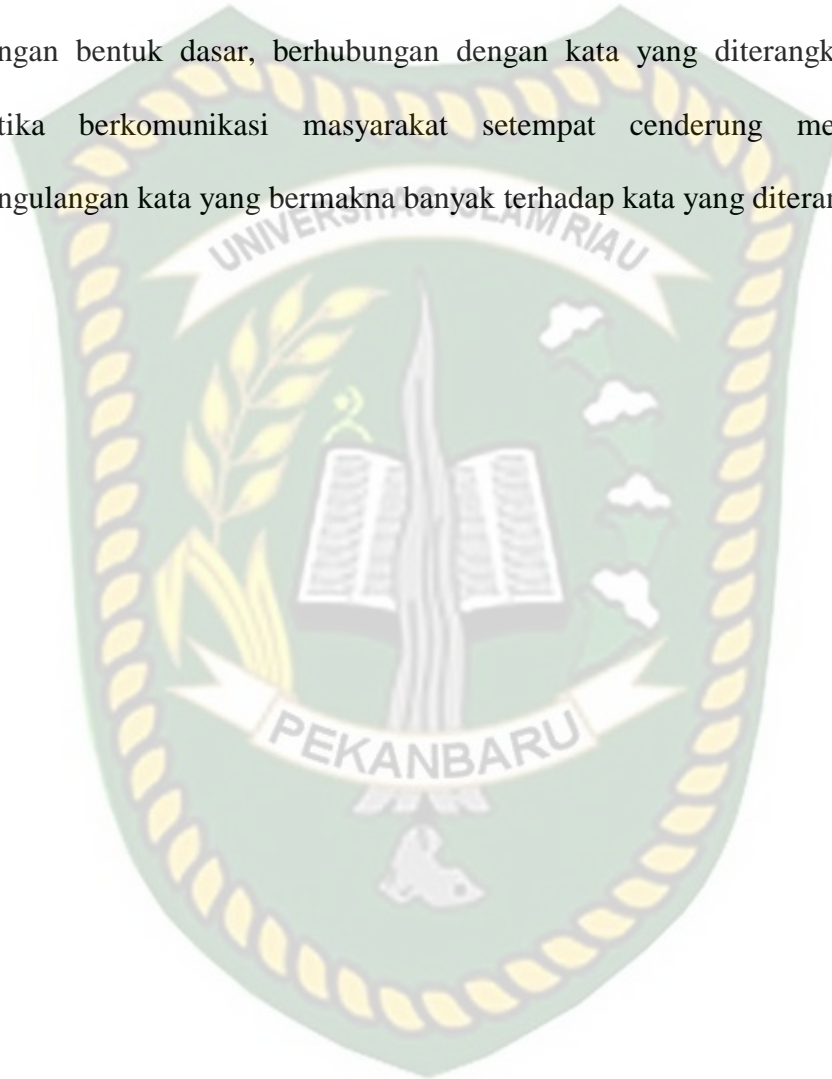 ngan bentuk dasar, berhubungan dengan kata yang diterangk
tika berkomunikasi masyarakat setempat cenderung me
ngulangan kata yang bermakna banyak terhadap kata yang diteran
UNIVERSITAS ISLAM RIAU
PEKANBARU